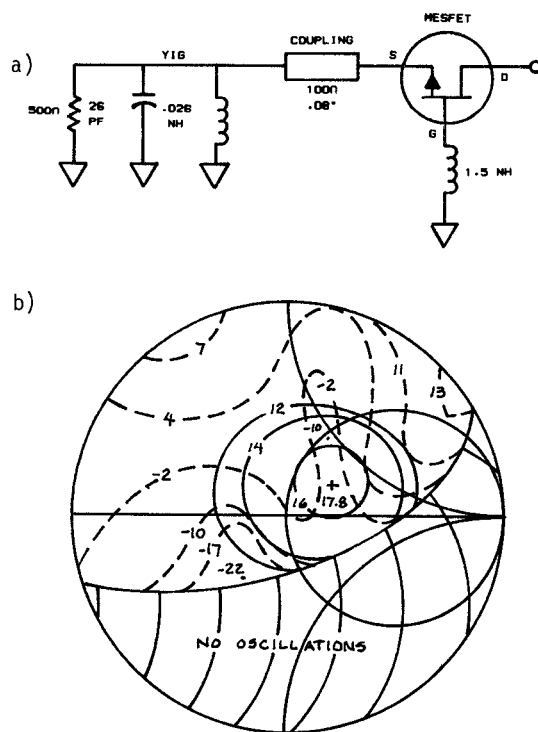 a)
YIG
COUPLING
MESFET
S
D
G
500Ω
26
PF
.026
NH
100Ω
.08"
1.5 NH
b)
7
4
-2
12
14
-2
-10
11
13
16
17.8
-10
-17
-22
NO OSCILLATIONS